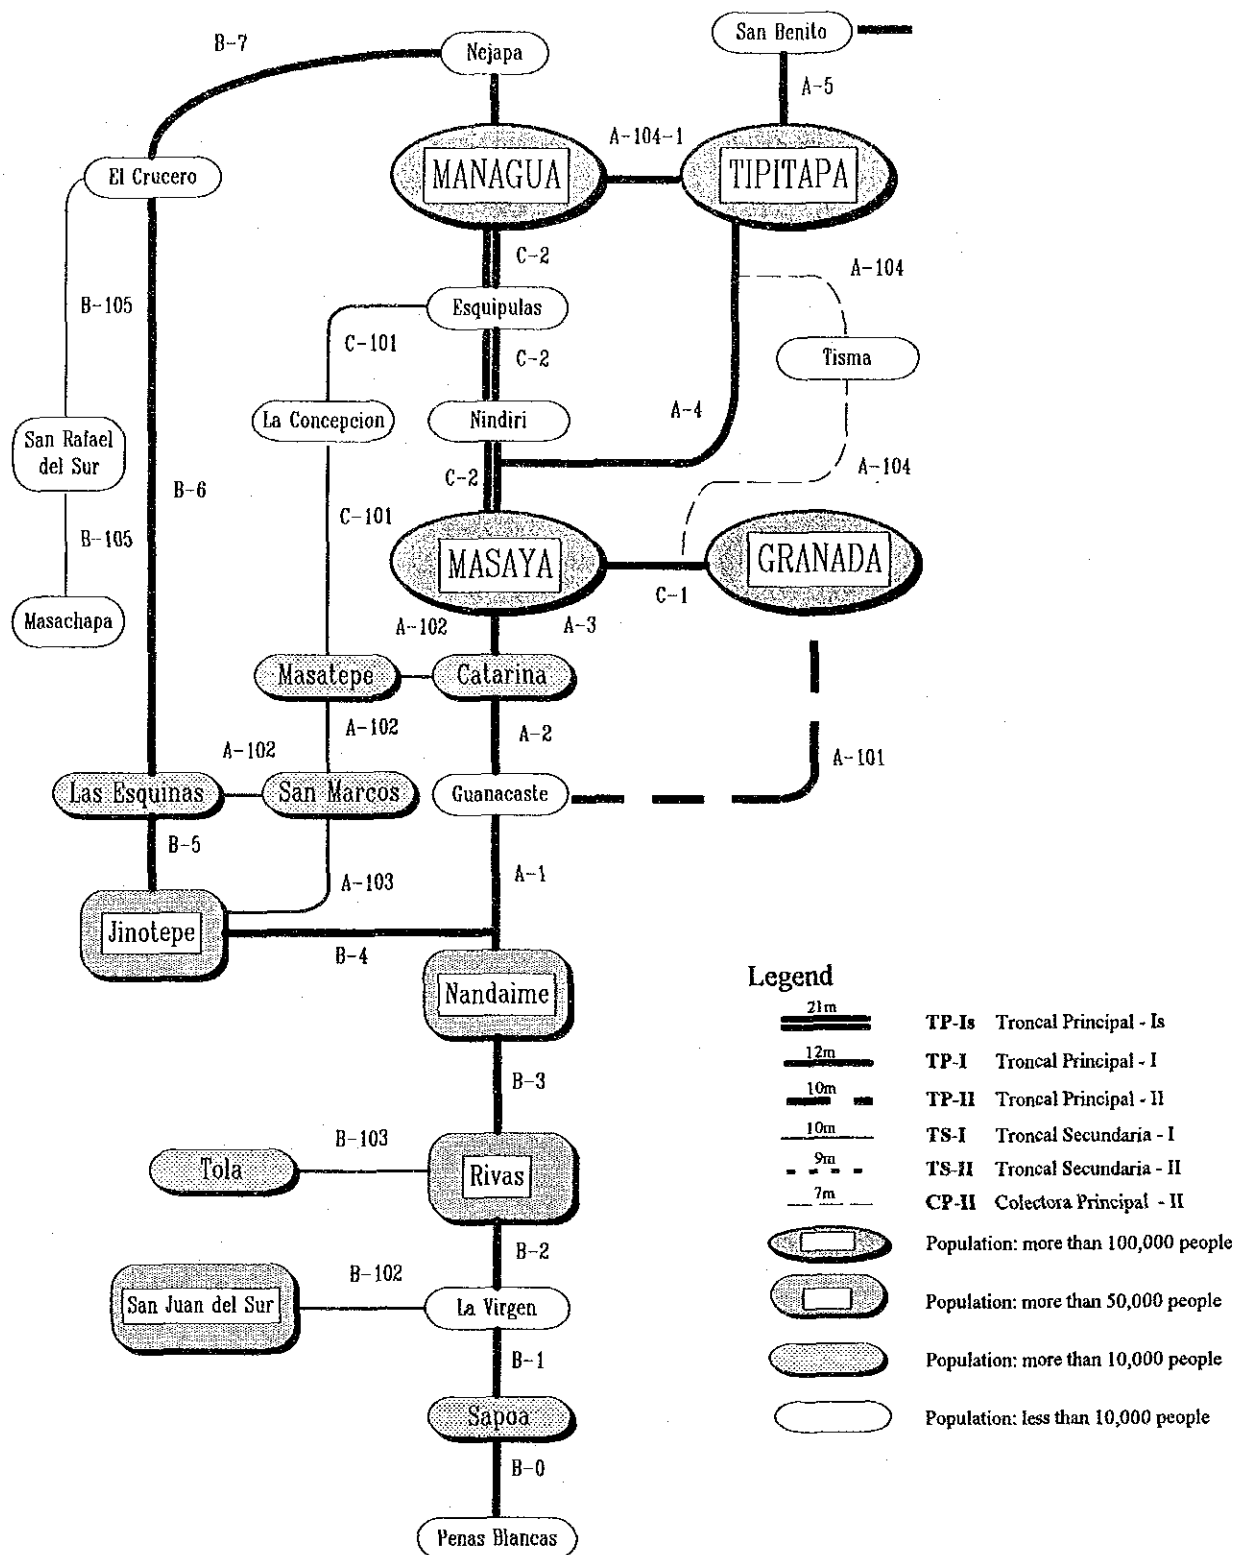 B-7
Nejapa
San Benito
A-5
A-104-1
MANAGUA
TIPITAPA
El Crucero
C-2
A-104
Esquipulas
B-105
C-101
C-2
Tisma
La Concepcion
Nindiri
A-4
San Rafael
del Sur
A-104
C-2
B-6
C-101
B-105
MASAYA
GRANADA
C-1
Masachapa
A-102
A-3
Masatepe
Catarina
A-102
A-2
A-102
A-101
Las Esquinas
San Marcos
Guanacaste
B-5
A-103
A-1
Jinotepe
B-4
Nandaime
B-3
B-103
Tola
Rivas
B-2
B-102
San Juan del Sur
La Virgen
B-1
Sapoa
B-0
Penas Blancas
Legend
21m TP-Is Troncal Principal - Is
12m TP-I Troncal Principal - I
10m TP-II Troncal Principal - II
10m TS-I Troncal Secundaria - I
9m TS-II Troncal Secundaria - II
7m CP-II Colectora Principal - II
Population: more than 100,000 people
Population: more than 50,000 people
Population: more than 10,000 people
Population: less than 10,000 people